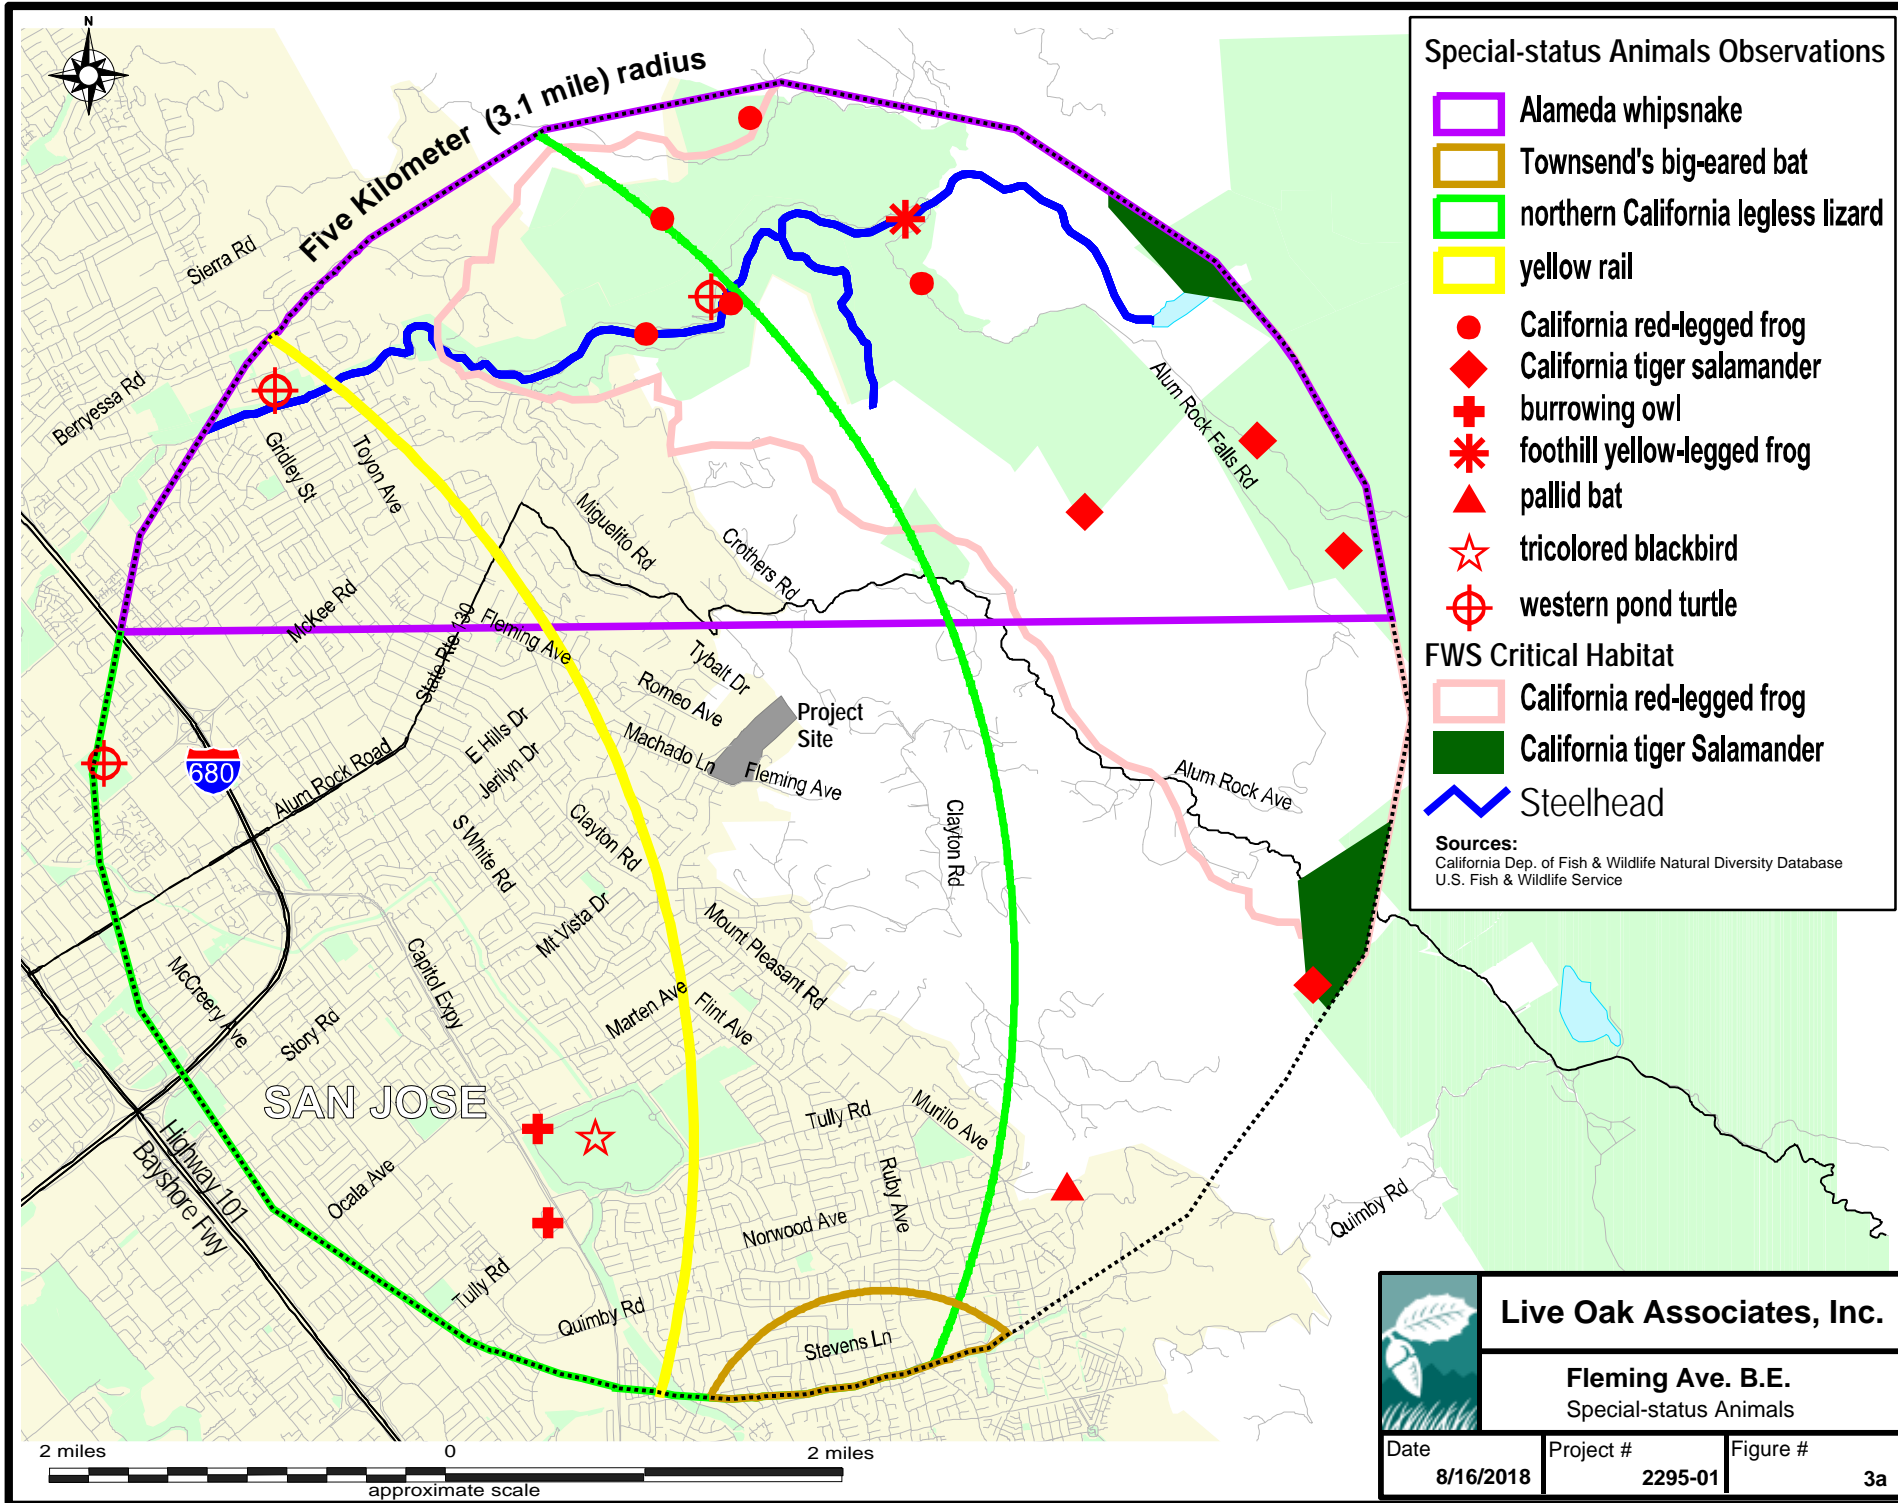 N
Five Kilometer (3.1 mile) radius
Sierra Rd
Berryessa Rd
Gridley St
Toyon Ave
Miguelito Rd
Crothers Rd
Alum Rock Falls Rd
McKee Rd
State Rte 130
Fleming Ave
Tybalt Dr
Romeo Ave
Machado Ln
Project
Site
Fleming Ave
E Hills Dr
Jerilyn Dr
680
Alum Rock Road
S White Rd
Clayton Rd
Clayton Rd
Alum Rock Ave
Mt Vista Dr
Mount Pleasant Rd
Capitol Expy
McCreery Ave
Marten Ave
Flint Ave
Story Rd
SAN JOSE
Tully Rd
Murillo Ave
Highway 101
Bayshore Fwy
Ocala Ave
Ruby Ave
Norwood Ave
Quimby Rd
Tully Rd
Quimby Rd
Stevens Ln
2 miles
0
2 miles
approximate scale
Special-status Animals Observations
Alameda whipsnake
Townsend's big-eared bat
northern California legless lizard
yellow rail
California red-legged frog
California tiger salamander
burrowing owl
foothill yellow-legged frog
pallid bat
tricolored blackbird
western pond turtle
FWS Critical Habitat
California red-legged frog
California tiger Salamander
Steelhead
Sources:
California Dep. of Fish & Wildlife Natural Diversity Database
U.S. Fish & Wildlife Service
Live Oak Associates, Inc.
Fleming Ave. B.E.
Special-status Animals
Date
8/16/2018
Project #
2295-01
Figure #
3a